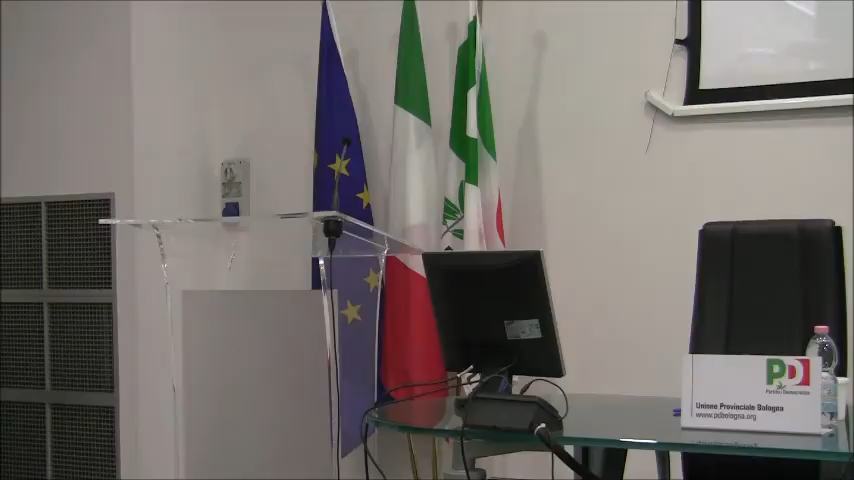 PD
Partito Democratico
Unione Provinciale Bologna
www.pdbologna.org